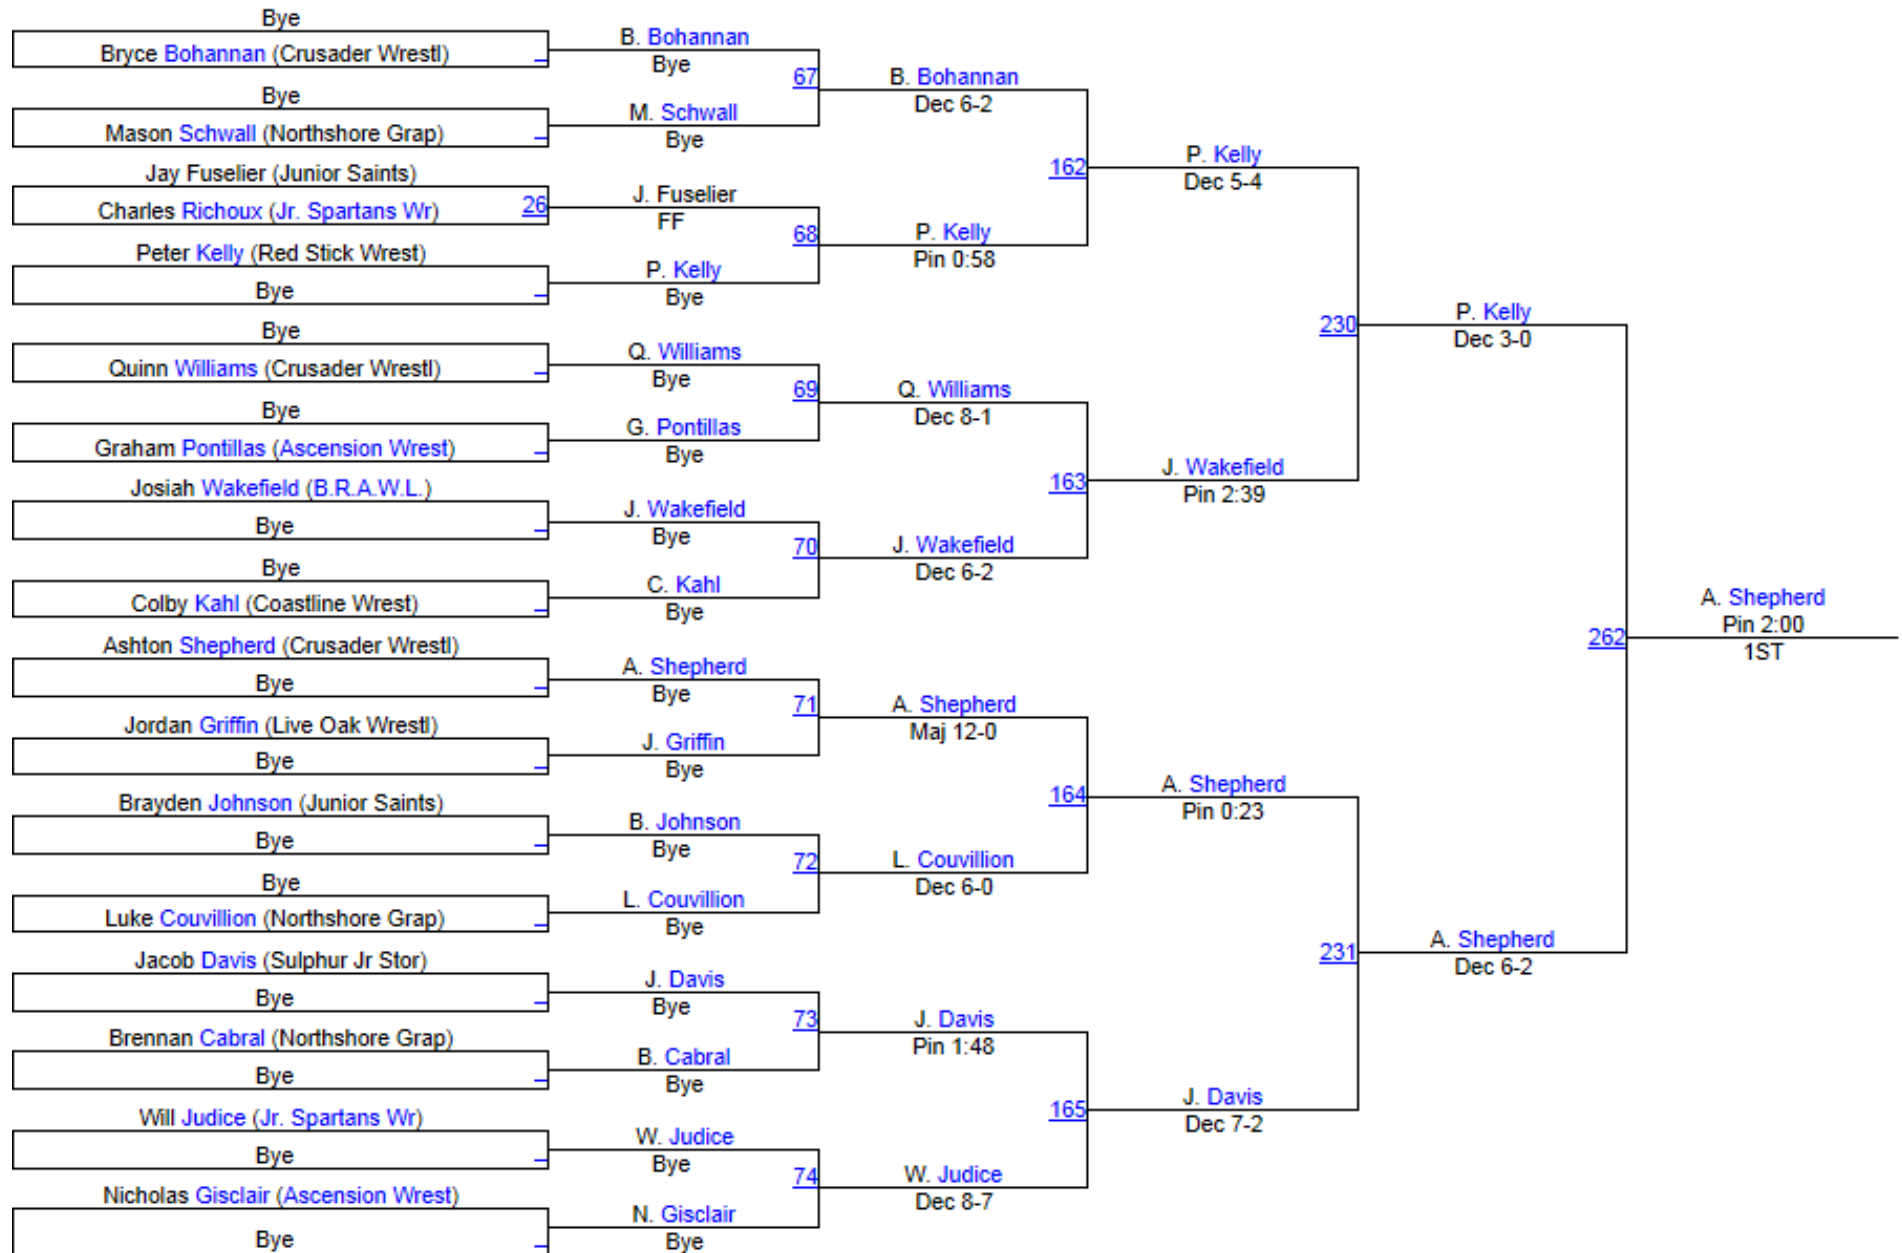 Bye
Bryce Bohannan (Crusader Wrestl)
Bye
Mason Schwall (Northshore Grap)
Jay Fuselier (Junior Saints)
Charles Richoux (Jr. Spartans Wr) 26
Peter Kelly (Red Stick Wrest)
Bye
Bye
Quinn Williams (Crusader Wrestl)
Bye
Graham Pontillas (Ascension Wrest)
Josiah Wakefield (B.R.A.W.L.)
Bye
Bye
Colby Kahl (Coastline Wrest)
Ashton Shepherd (Crusader Wrestl)
Bye
Jordan Griffin (Live Oak Wrestl)
Bye
Brayden Johnson (Junior Saints)
Bye
Bye
Luke Couvillion (Northshore Grap)
Jacob Davis (Sulphur Jr Stor)
Bye
Brennan Cabral (Northshore Grap)
Bye
Will Judice (Jr. Spartans Wr)
Bye
Nicholas Gisclair (Ascension Wrest)
Bye
B. Bohannan
Bye
67
M. Schwall
Bye
J. Fuselier
FF
68
P. Kelly
Bye
Q. Williams
Bye
69
G. Pontillas
Bye
J. Wakefield
Bye
70
C. Kahl
Bye
A. Shepherd
Bye
71
J. Griffin
Bye
B. Johnson
Bye
72
L. Couvillion
Bye
J. Davis
Bye
73
B. Cabral
Bye
W. Judice
Bye
74
N. Gisclair
Bye
B. Bohannan
Dec 6-2
162
P. Kelly
Pin 0:58
Q. Williams
Dec 8-1
163
J. Wakefield
Dec 6-2
A. Shepherd
Maj 12-0
164
L. Couvillion
Dec 6-0
J. Davis
Pin 1:48
165
W. Judice
Dec 8-7
P. Kelly
Dec 5-4
230
J. Wakefield
Pin 2:39
A. Shepherd
Pin 0:23
231
J. Davis
Dec 7-2
P. Kelly
Dec 3-0
262
A. Shepherd
Dec 6-2
A. Shepherd
Pin 2:00
1ST